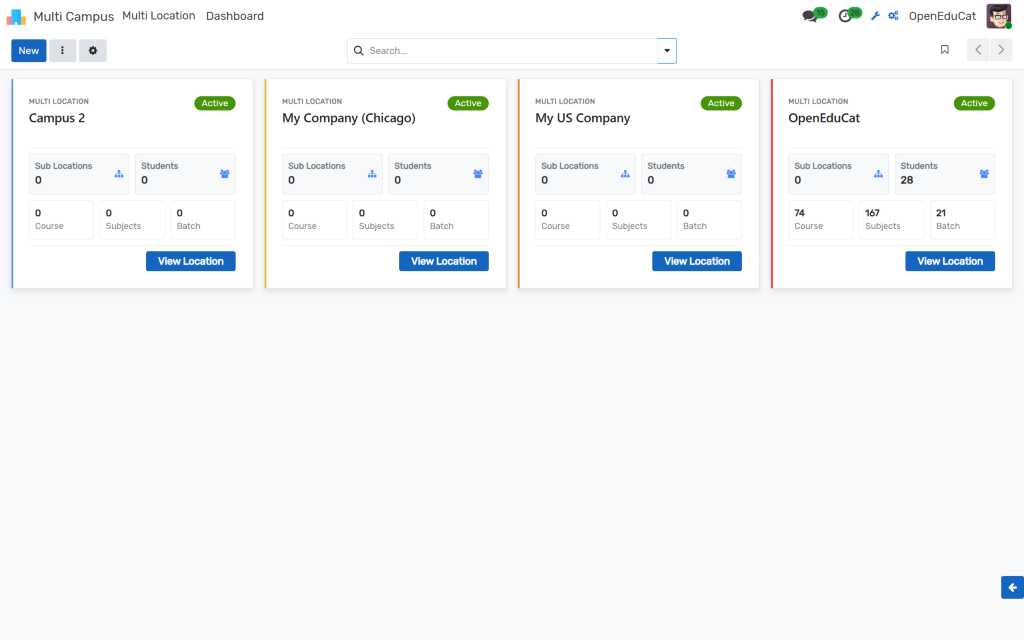 Multi Campus Multi Location Dashboard 15 28 OpenEduCat
New Search...
MULTI LOCATION Active
Campus 2
Sub Locations 0 Students 0
0 Course 0 Subjects 0 Batch
View Location
MULTI LOCATION Active
My Company (Chicago)
Sub Locations 0 Students 0
0 Course 0 Subjects 0 Batch
View Location
MULTI LOCATION Active
My US Company
Sub Locations 0 Students 0
0 Course 0 Subjects 0 Batch
View Location
MULTI LOCATION Active
OpenEduCat
Sub Locations 0 Students 28
74 Course 167 Subjects 21 Batch
View Location